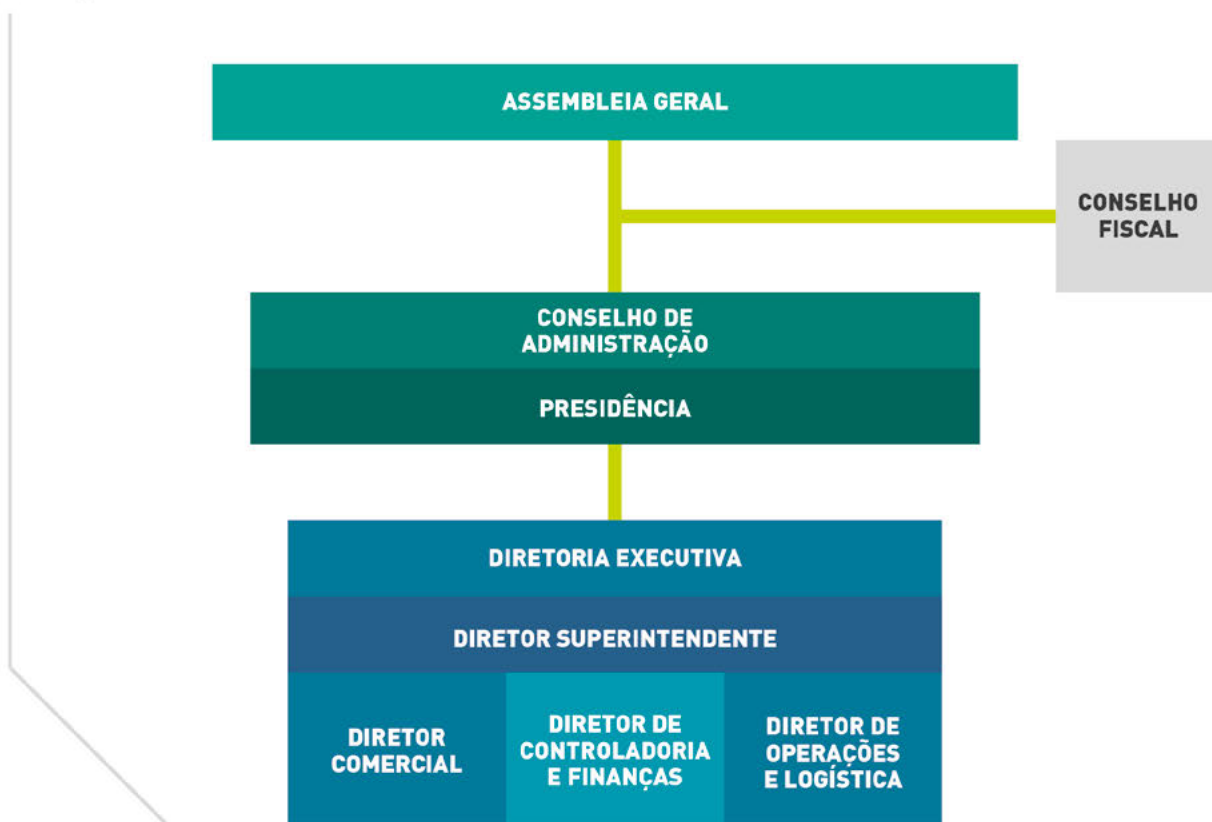 ASSEMBLEIA GERAL
CONSELHO
FISCAL
CONSELHO DE
ADMINISTRAÇÃO
PRESIDÊNCIA
DIRETORIA EXECUTIVA
DIRETOR SUPERINTENDENTE
DIRETOR
COMERCIAL
DIRETOR DE
CONTROLADORIA
E FINANÇAS
DIRETOR DE
OPERAÇÕES
E LOGÍSTICA